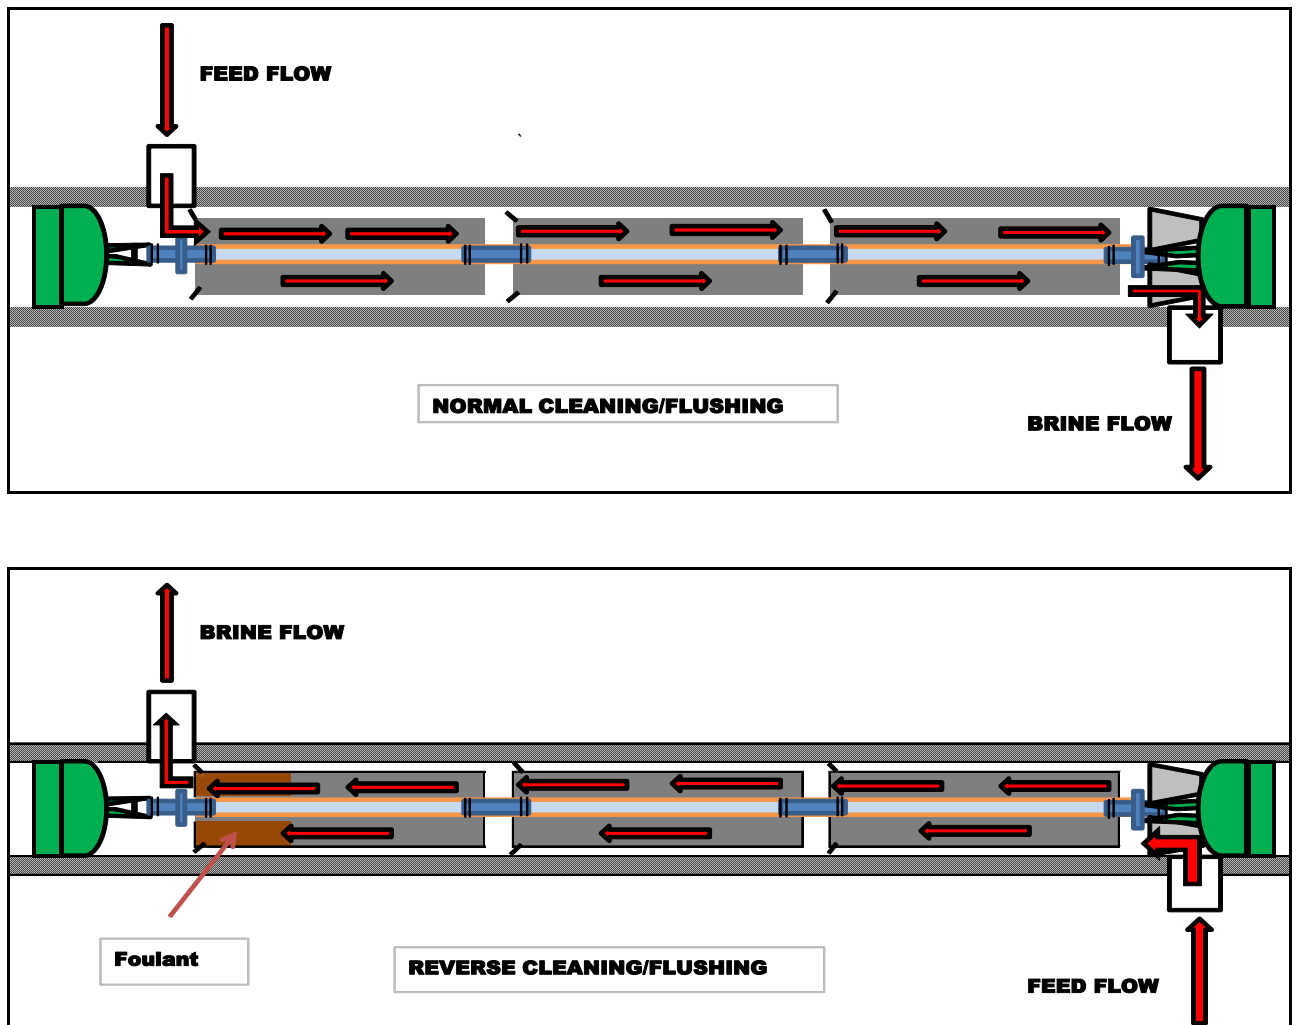 FEED FLOW
NORMAL CLEANING/FLUSHING
BRINE FLOW
BRINE FLOW
Foulant
REVERSE CLEANING/FLUSHING
FEED FLOW